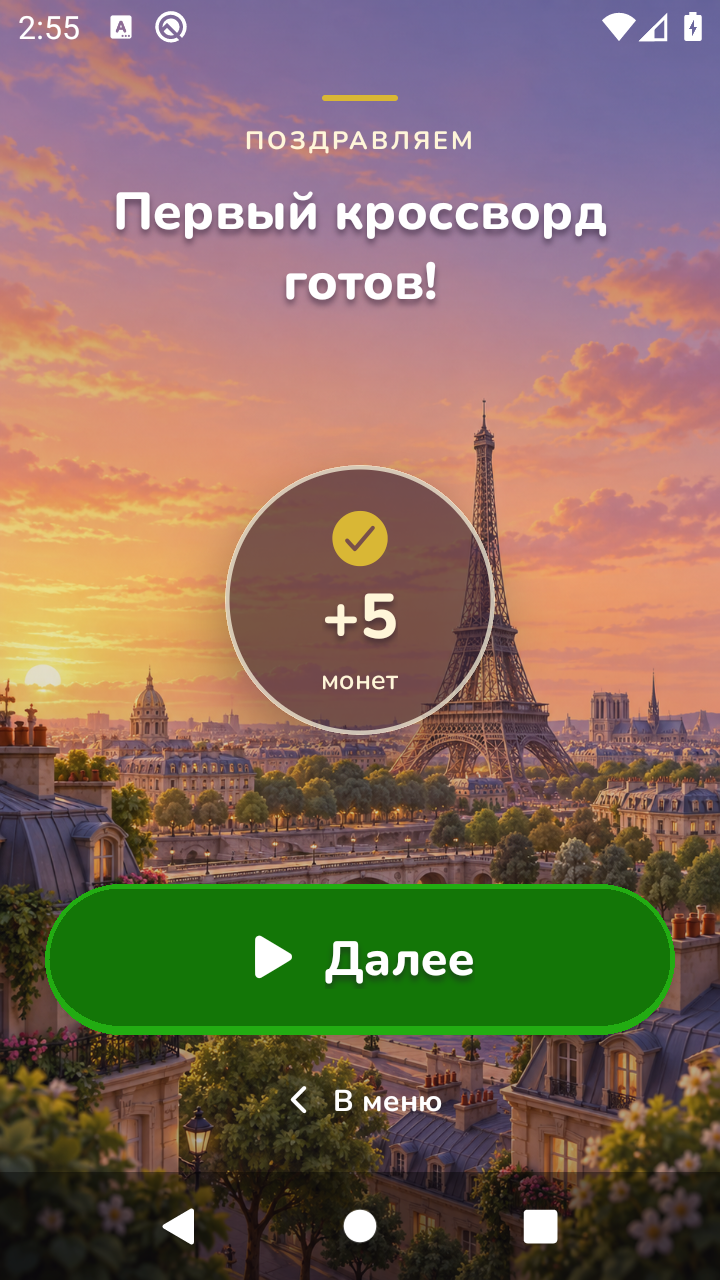 2:55
ПОЗДРАВЛЯЕМ
Первый кроссворд
готов!
+5
монет
Далее
В меню